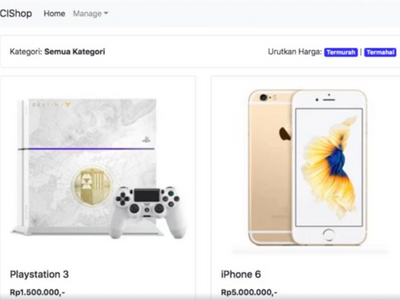 CIShop Home Manage
Kategori: Semua Kategori Urutkan Harga: Termurah | Termahal
DESTINY
Playstation 3 iPhone 6
Rp1.500.000,- Rp5.000.000,-